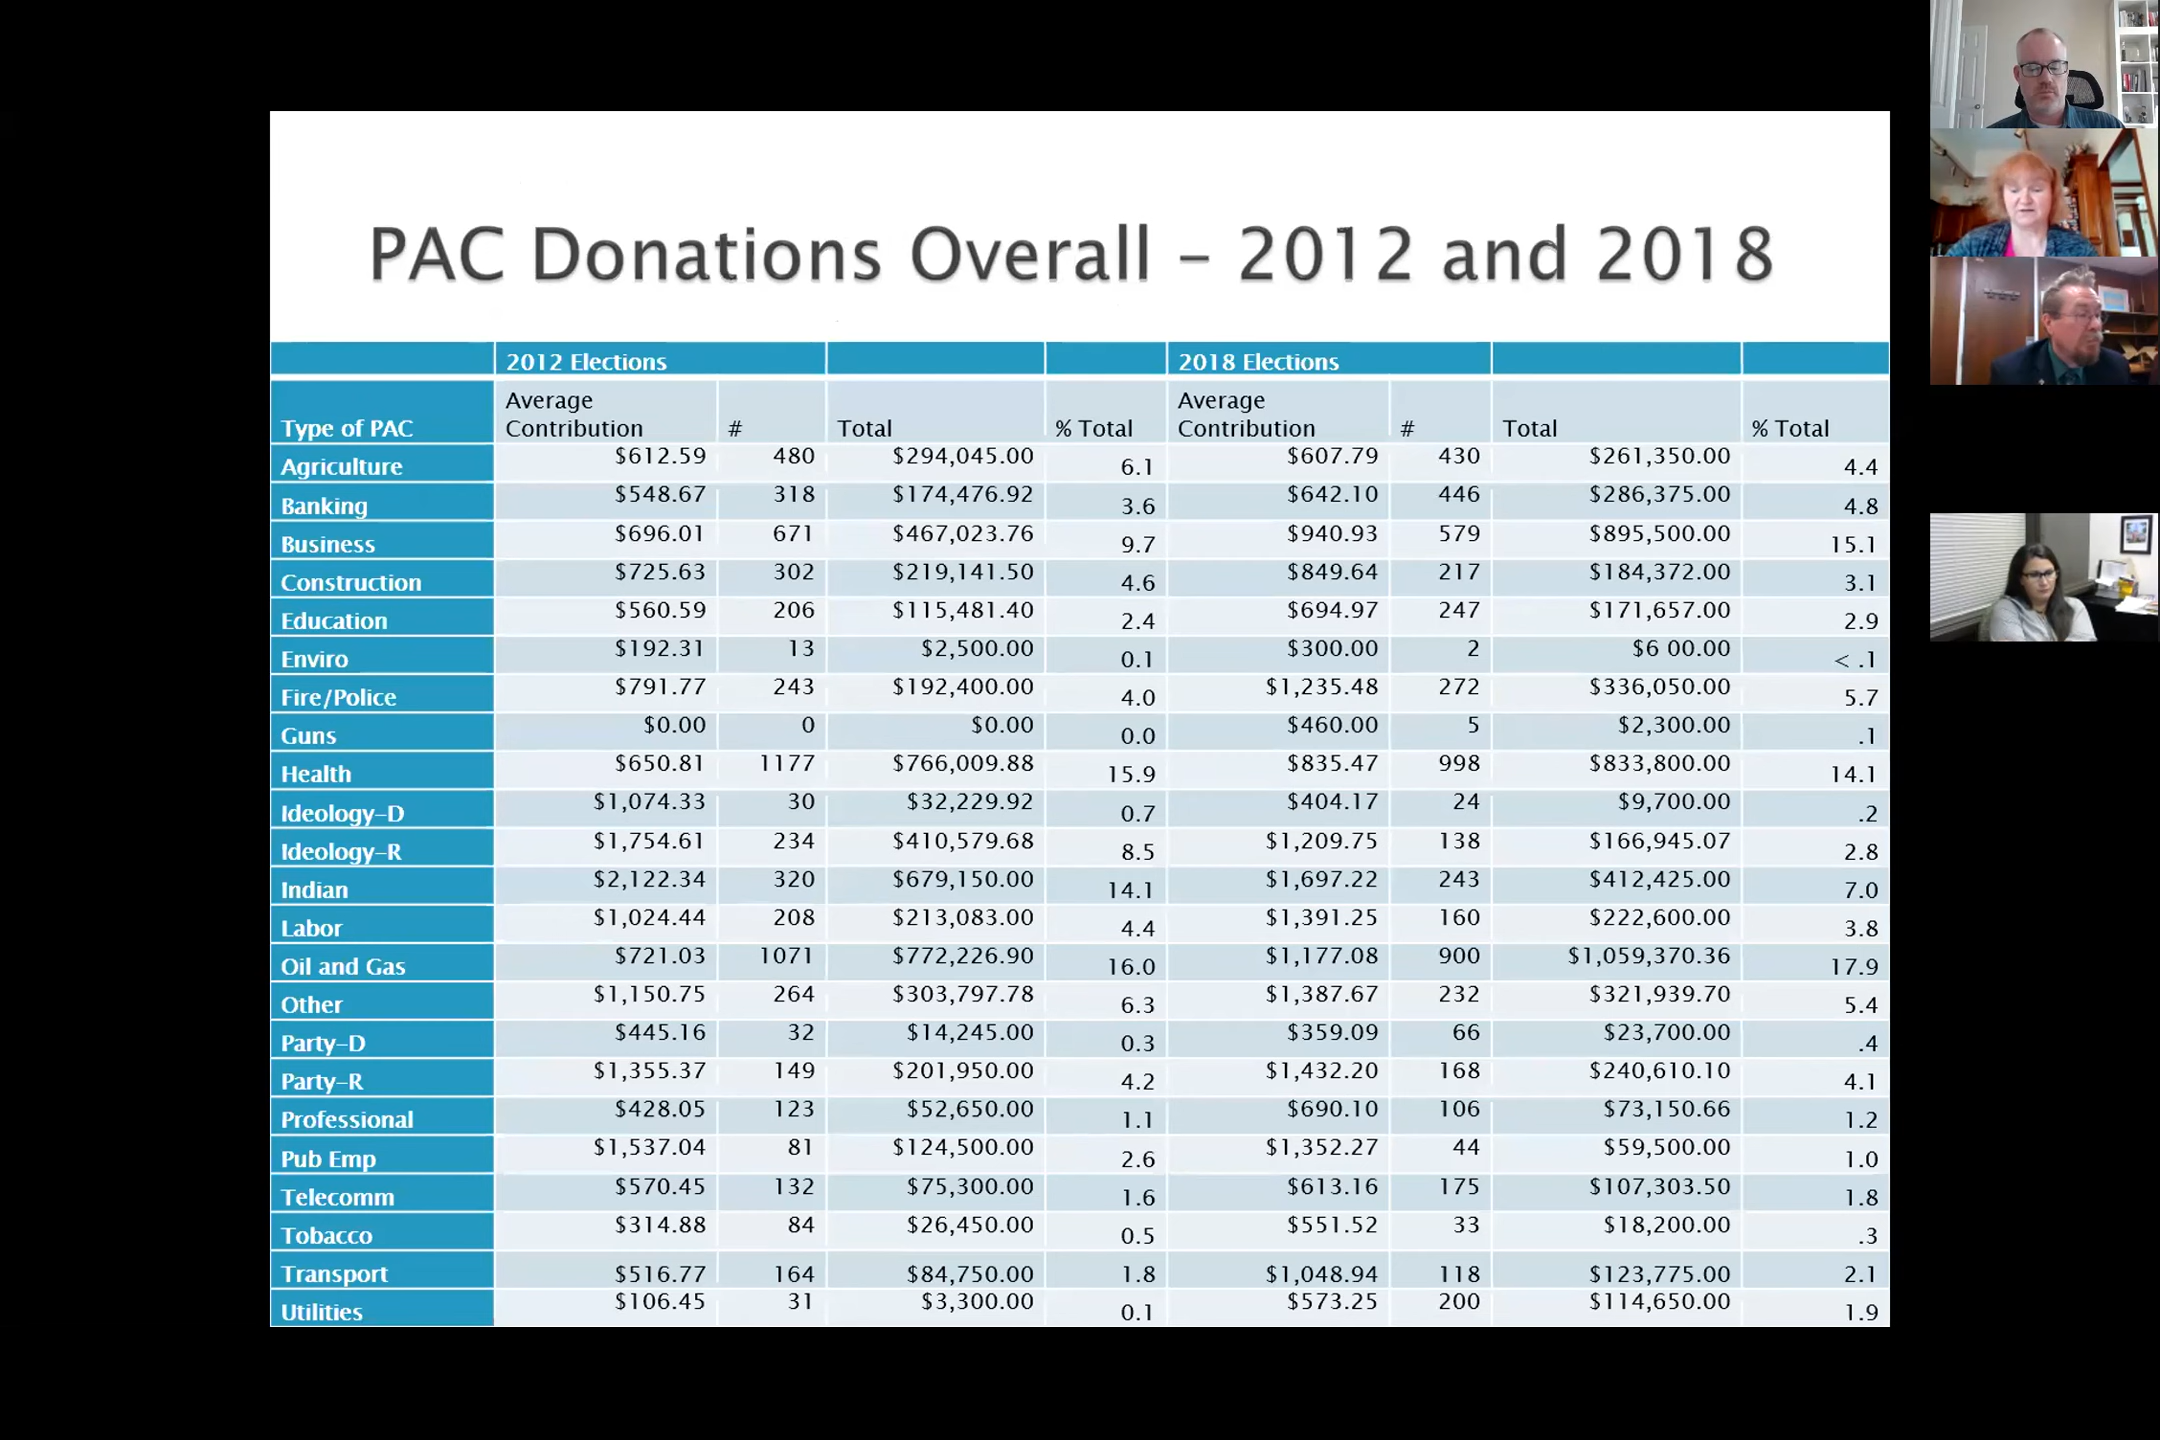 PAC Donations Overall – 2012 and 2018
2012 Elections 2018 Elections
Type of PAC Average Contribution # Total % Total Average Contribution # Total % Total
Agriculture $612.59 480 $294,045.00 6.1 $607.79 430 $261,350.00 4.4
Banking $548.67 318 $174,476.92 3.6 $642.10 446 $286,375.00 4.8
Business $696.01 671 $467,023.76 9.7 $940.93 579 $895,500.00 15.1
Construction $725.63 302 $219,141.50 4.6 $849.64 217 $184,372.00 3.1
Education $560.59 206 $115,481.40 2.4 $694.97 247 $171,657.00 2.9
Enviro $192.31 13 $2,500.00 0.1 $300.00 2 $6 00.00 < .1
Fire/Police $791.77 243 $192,400.00 4.0 $1,235.48 272 $336,050.00 5.7
Guns $0.00 0 $0.00 0.0 $460.00 5 $2,300.00 .1
Health $650.81 1177 $766,009.88 15.9 $835.47 998 $833,800.00 14.1
Ideology-D $1,074.33 30 $32,229.92 0.7 $404.17 24 $9,700.00 .2
Ideology-R $1,754.61 234 $410,579.68 8.5 $1,209.75 138 $166,945.07 2.8
Indian $2,122.34 320 $679,150.00 14.1 $1,697.22 243 $412,425.00 7.0
Labor $1,024.44 208 $213,083.00 4.4 $1,391.25 160 $222,600.00 3.8
Oil and Gas $721.03 1071 $772,226.90 16.0 $1,177.08 900 $1,059,370.36 17.9
Other $1,150.75 264 $303,797.78 6.3 $1,387.67 232 $321,939.70 5.4
Party-D $445.16 32 $14,245.00 0.3 $359.09 66 $23,700.00 .4
Party-R $1,355.37 149 $201,950.00 4.2 $1,432.20 168 $240,610.10 4.1
Professional $428.05 123 $52,650.00 1.1 $690.10 106 $73,150.66 1.2
Pub Emp $1,537.04 81 $124,500.00 2.6 $1,352.27 44 $59,500.00 1.0
Telecomm $570.45 132 $75,300.00 1.6 $613.16 175 $107,303.50 1.8
Tobacco $314.88 84 $26,450.00 0.5 $551.52 33 $18,200.00 .3
Transport $516.77 164 $84,750.00 1.8 $1,048.94 118 $123,775.00 2.1
Utilities $106.45 31 $3,300.00 0.1 $573.25 200 $114,650.00 1.9